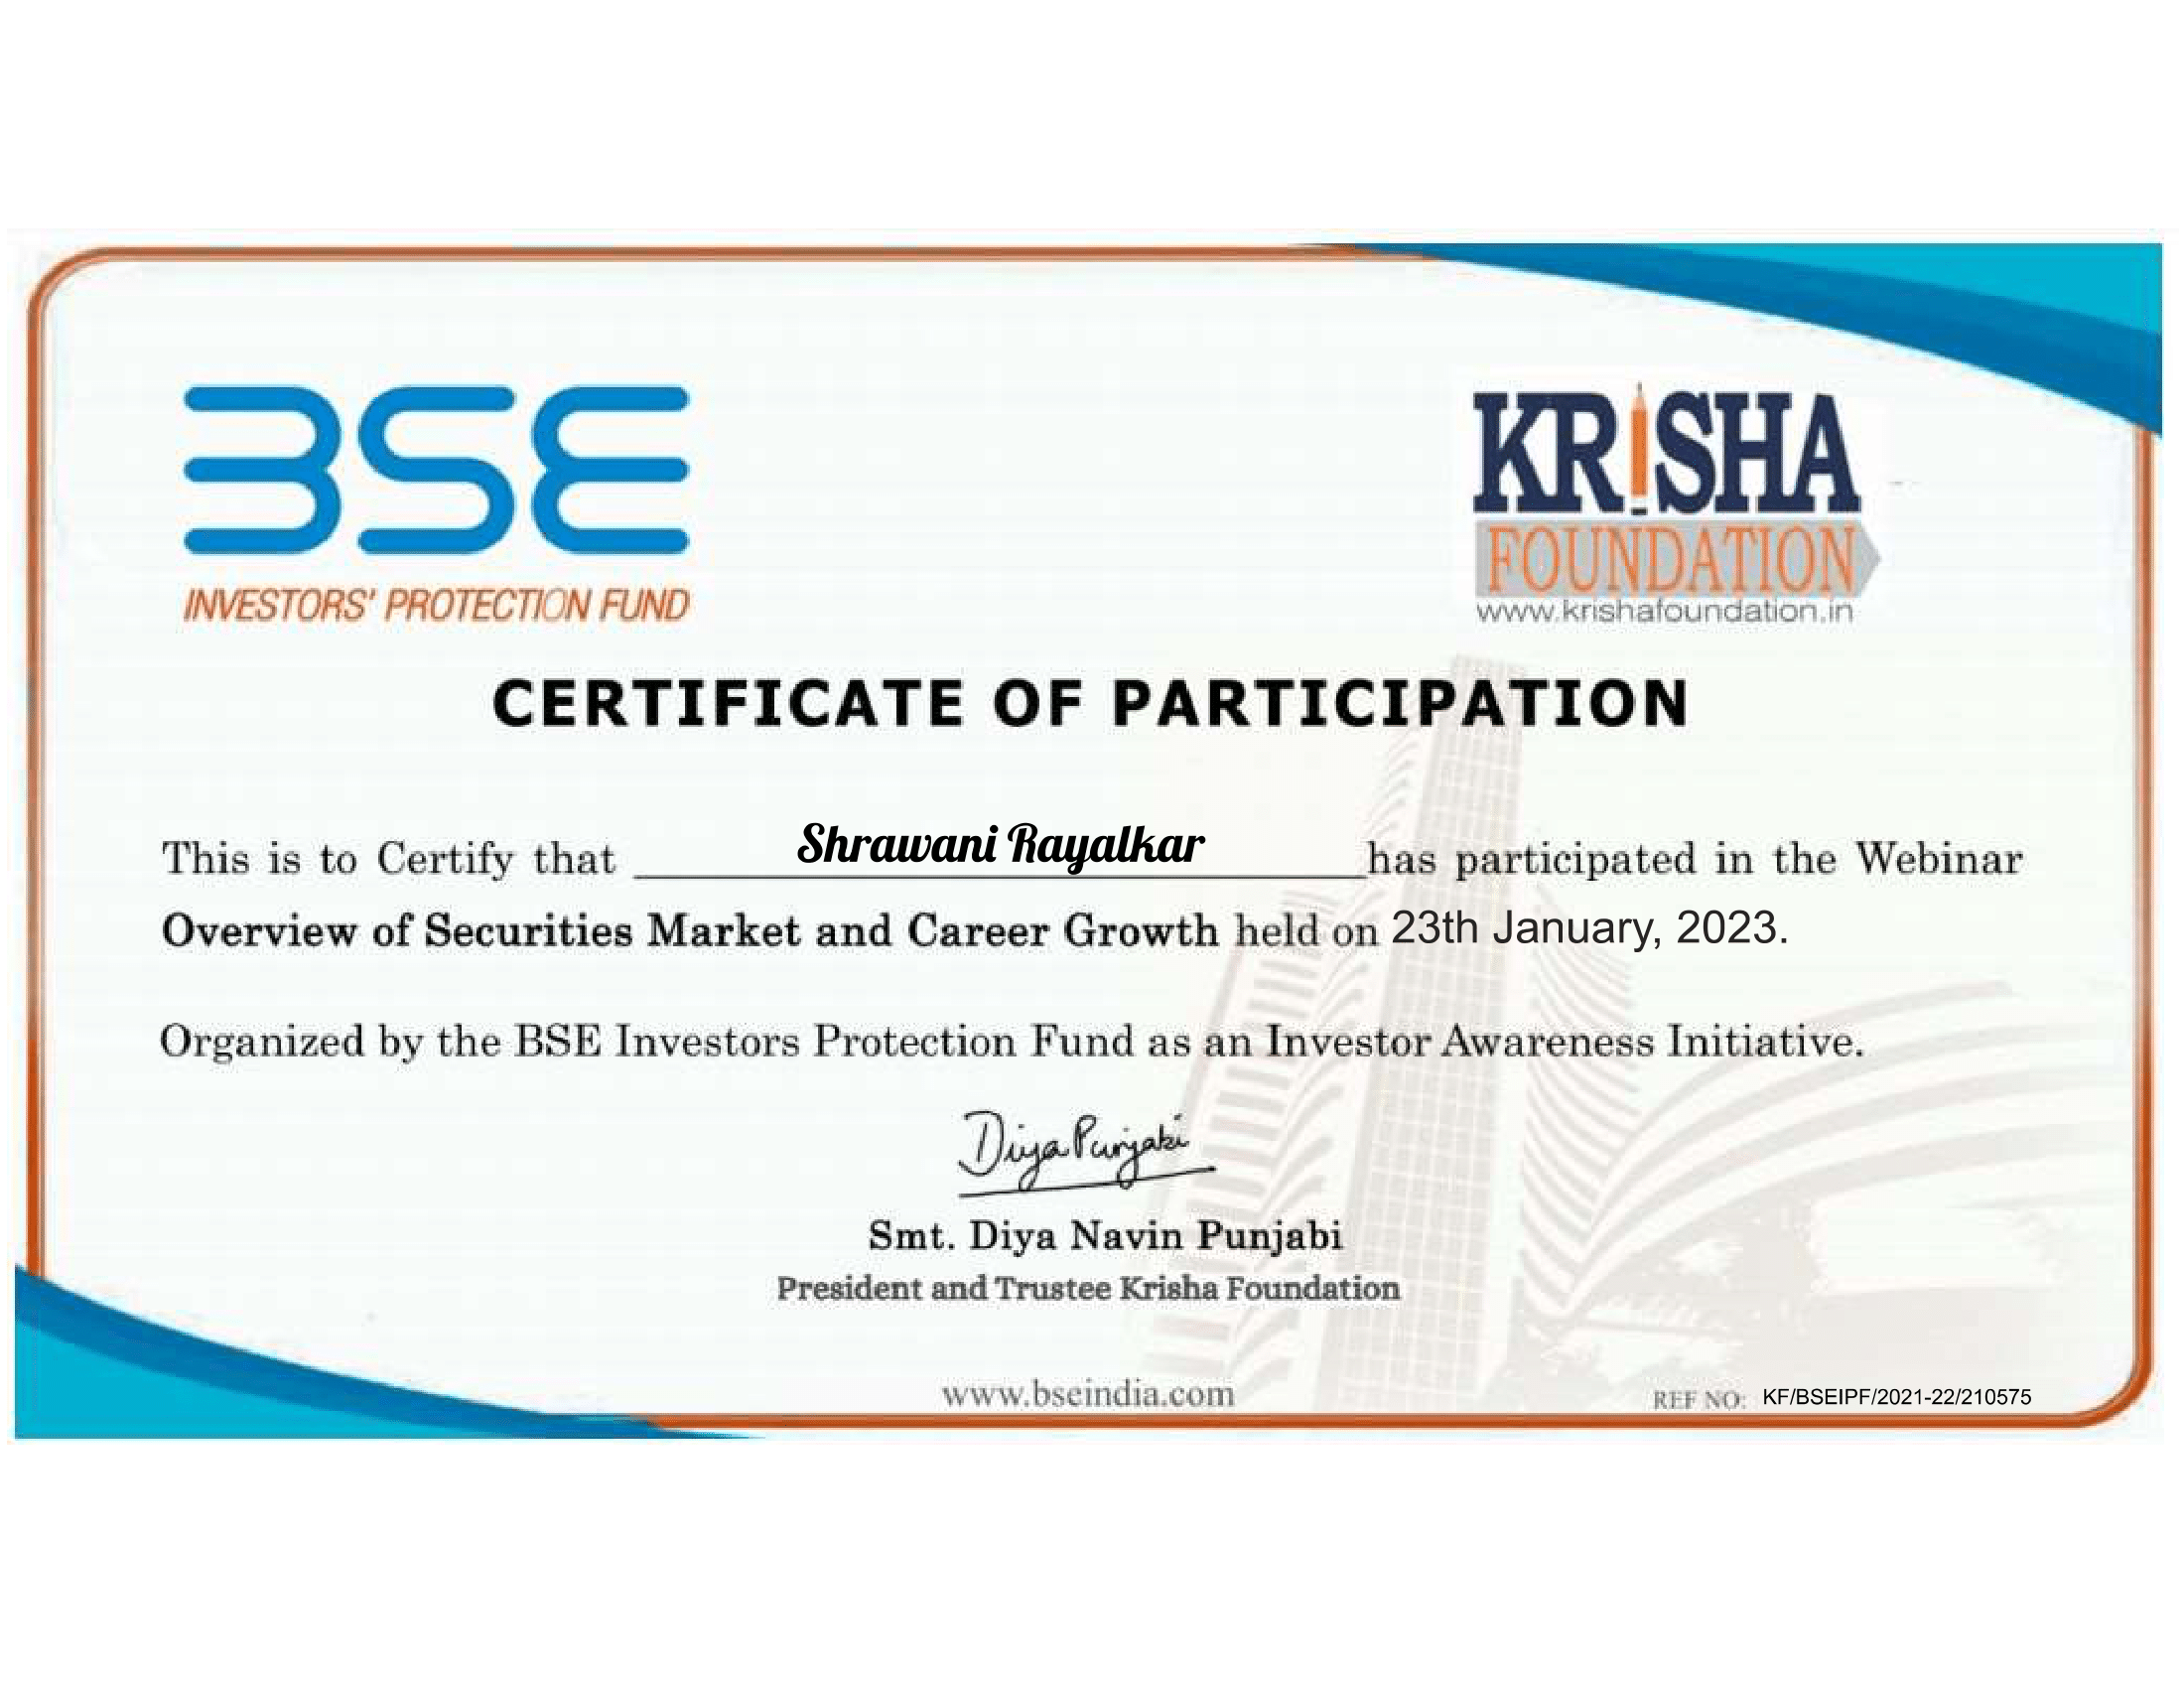 BSE
INVESTORS' PROTECTION FUND
KRISHA
FOUNDATION
www.krishafoundation.in
CERTIFICATE OF PARTICIPATION
This is to Certify that Shrawani Rayalkar has participated in the Webinar
Overview of Securities Market and Career Growth held on 23th January, 2023.
Organized by the BSE Investors Protection Fund as an Investor Awareness Initiative.
Diya Punjabi
Smt. Diya Navin Punjabi
President and Trustee Krisha Foundation
www.bseindia.com
REF NO: KF/BSEIPF/2021-22/210575